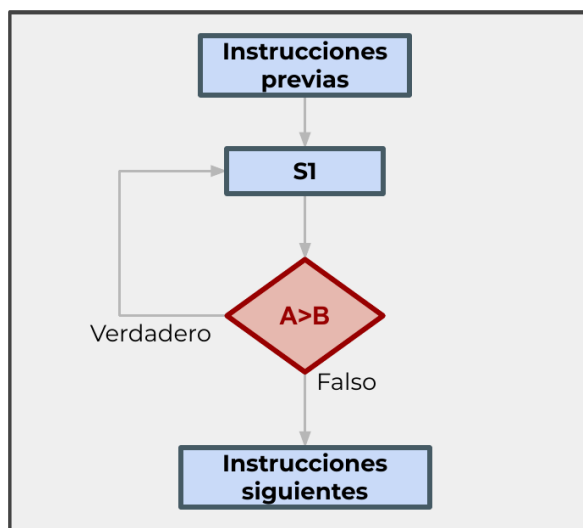 Instrucciones
previas
S1
A>B
Verdadero
Falso
Instrucciones
siguientes